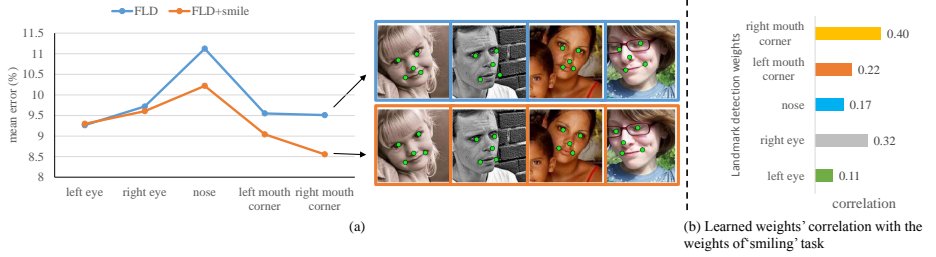 FLD FLD+smile
mean error (%)
11.5
11
10.5
10
9.5
9
8.5
8
left eye right eye nose left mouth corner right mouth corner
(a)
Landmark detection weights
right mouth corner 0.40
left mouth corner 0.22
nose 0.17
right eye 0.32
left eye 0.11
correlation
(b) Learned weights' correlation with the
weights of 'smiling' task